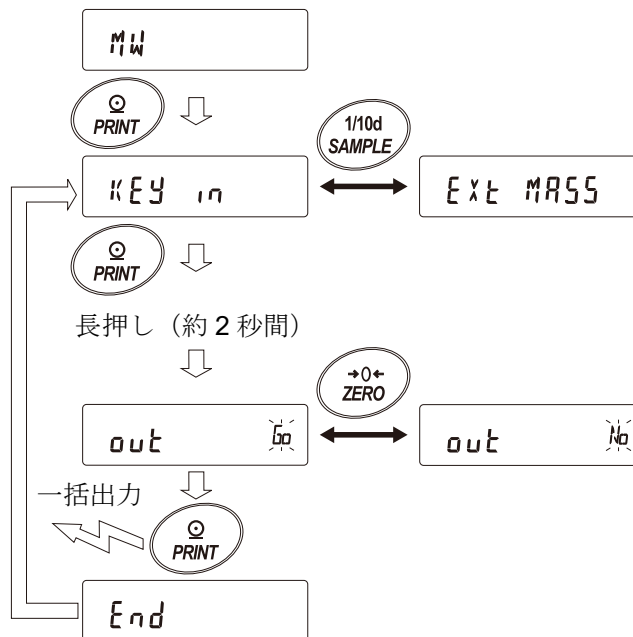 MW
PRINT
1/10d
SAMPLE
KEY in
Ext MASS
PRINT
長押し（約2秒間）
→0←
ZERO
out Go
out No
一括出力
PRINT
End